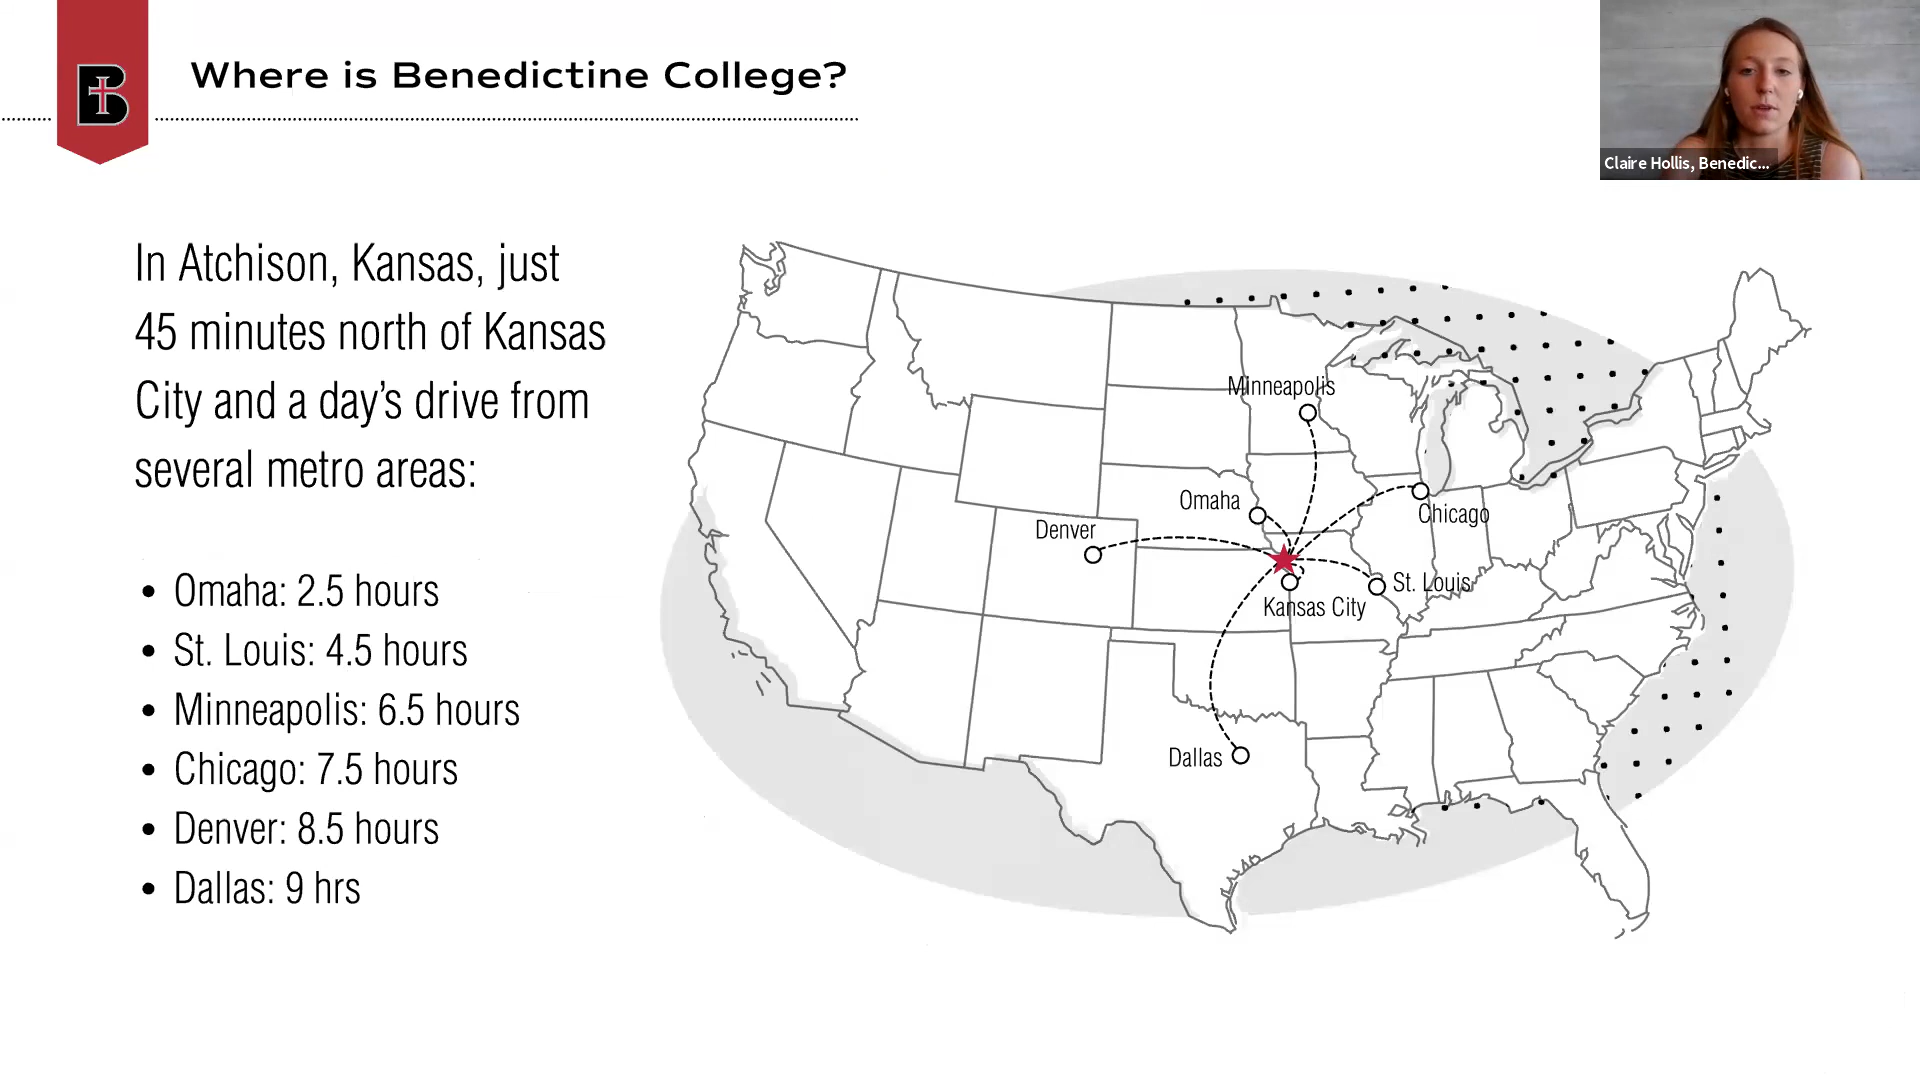 Where is Benedictine College?
Claire Hollis, Benedic...
In Atchison, Kansas, just
45 minutes north of Kansas
City and a day's drive from
several metro areas:
• Omaha: 2.5 hours
• St. Louis: 4.5 hours
• Minneapolis: 6.5 hours
• Chicago: 7.5 hours
• Denver: 8.5 hours
• Dallas: 9 hrs
Minneapolis
Omaha
Chicago
Denver
St. Louis
Kansas City
Dallas